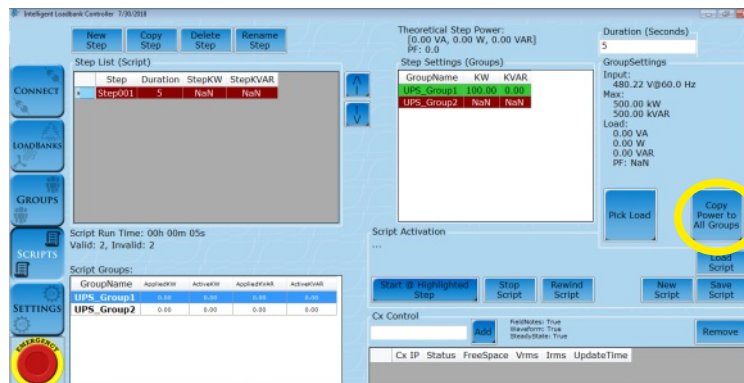 Intelligent Loadbank Controller 7/30/2018
New Step
Copy Step
Delete Step
Rename Step
Theoretical Step Power:
[0.00 VA, 0.00 W, 0.00 VAR]
PF: 0.0
Duration (Seconds)
5
Step List (Script)
Step Duration StepKW StepKVAR
Step001 5 NaN NaN
Step Settings (Groups)
GroupName KW KVAR
UPS_Group1 100.00 0.00
UPS_Group2 NaN NaN
GroupSettings
Input:
480.22 V@60.0 Hz
Max:
500.00 kW
500.00 kVAR
Load:
0.00 VA
0.00 W
0.00 VAR
PF: NaN
Pick Load
Copy Power to All Groups
CONNECT
LOADBANKS
GROUPS
SCRIPTS
SETTINGS
EMERGENCY
Script Run Time: 00h 00m 05s
Valid: 2, Invalid: 2
Script Activation
...
Load Script
Script Groups:
GroupName AppliedKW ActiveKW AppliedKVAR ActiveKVAR
UPS_Group1 0.00 0.00 0.00 0.00
UPS_Group2 0.00 0.00 0.00 0.00
Start @ Highlighted Step
Stop Script
Rewind Script
New Script
Save Script
Cx Control
Add
FieldNotes: True
Waveform: True
SteadyState: True
Remove
Cx IP Status FreeSpace Vrms Irms UpdateTime